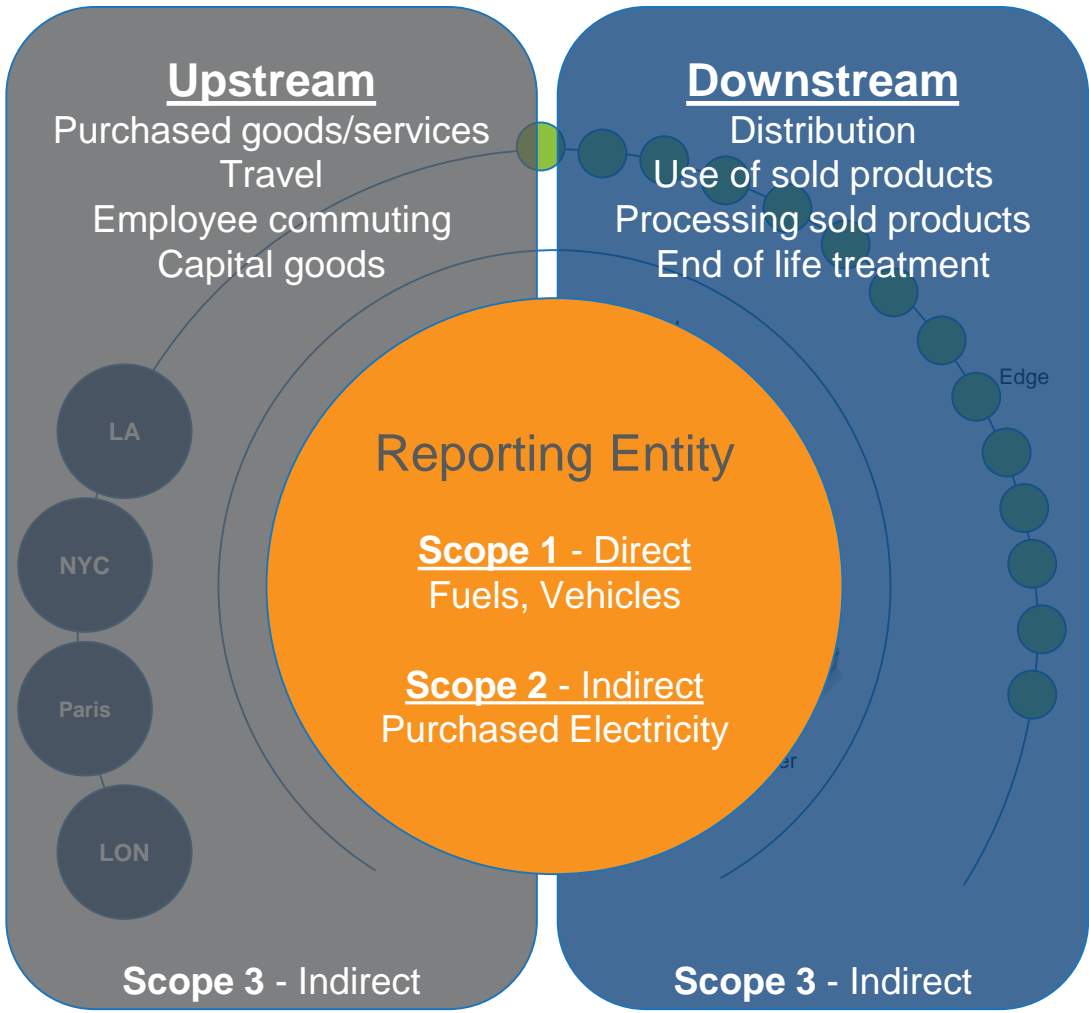 Upstream
Purchased goods/services
Travel
Employee commuting
Capital goods
Downstream
Distribution
Use of sold products
Processing sold products
End of life treatment
Edge
LA
NYC
Paris
LON
Reporting Entity
Scope 1 - Direct
Fuels, Vehicles
Scope 2 - Indirect
Purchased Electricity
Scope 3 - Indirect
Scope 3 - Indirect